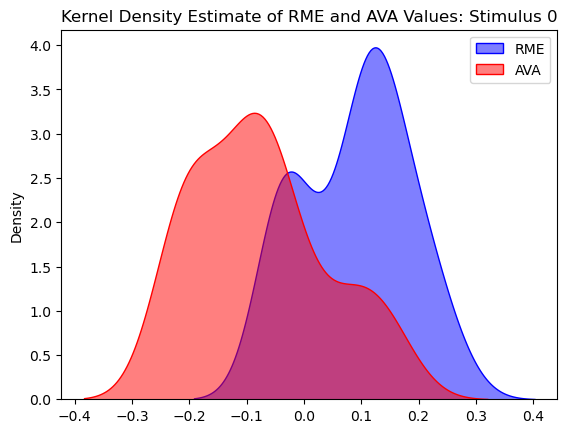 Kernel Density Estimate of RME and AVA Values: Stimulus 0
RME
AVA
Density
4.0
3.5
3.0
2.5
2.0
1.5
1.0
0.5
0.0
−0.4 −0.3 −0.2 −0.1 0.0 0.1 0.2 0.3 0.4